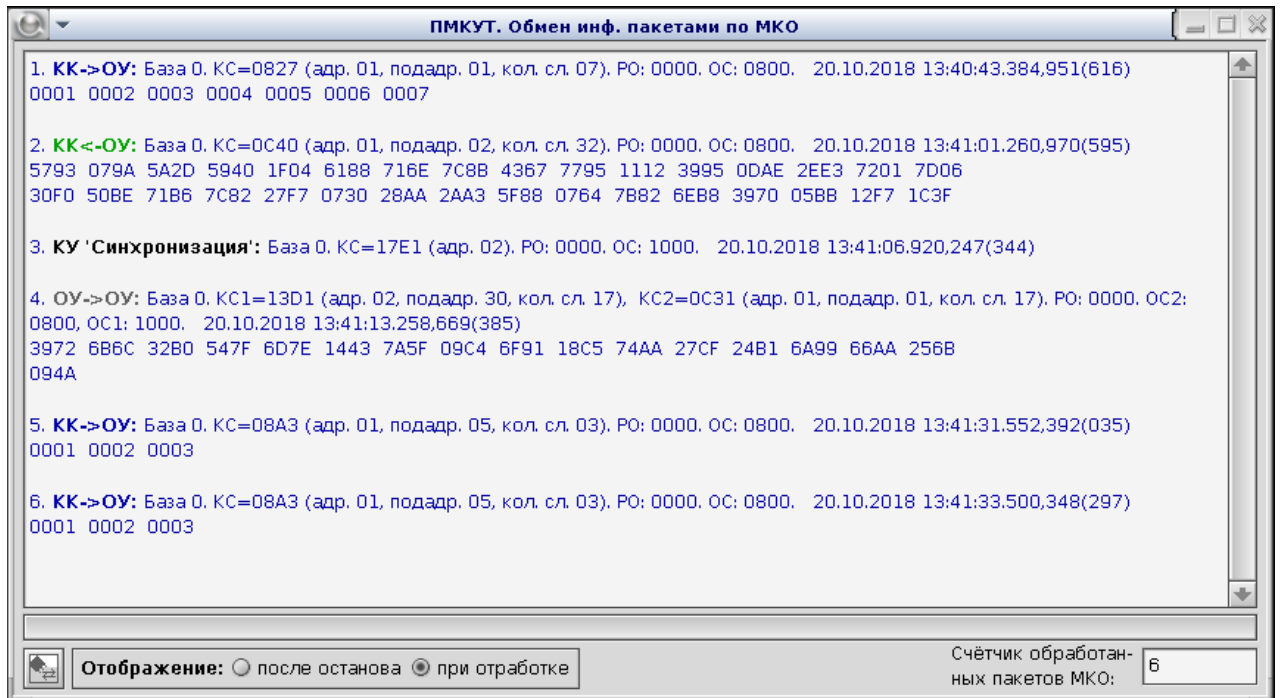 ПМКУТ. Обмен инф. пакетами по МКО
1. КК->ОУ: База 0. КС=0827 (адр. 01, подадр. 01, кол. сл. 07). РО: 0000. ОС: 0800. 20.10.2018 13:40:43.384,951(616)
0001 0002 0003 0004 0005 0006 0007
2. КК<-ОУ: База 0. КС=0C40 (адр. 01, подадр. 02, кол. сл. 32). РО: 0000. ОС: 0800. 20.10.2018 13:41:01.260,970(595)
5793 079A 5A2D 5940 1F04 6188 716E 7C8B 4367 7795 1112 3995 0DAE 2EE3 7201 7D06
30F0 50BE 71B6 7C82 27F7 0730 28AA 2AA3 5F88 0764 7B82 6EB8 3970 05BB 12F7 1C3F
3. КУ 'Синхронизация': База 0. КС=17E1 (адр. 02). РО: 0000. ОС: 1000. 20.10.2018 13:41:06.920,247(344)
4. ОУ->ОУ: База 0. КС1=13D1 (адр. 02, подадр. 30, кол. сл. 17), КС2=0C31 (адр. 01, подадр. 01, кол. сл. 17). РО: 0000. ОС2:
0800, ОС1: 1000. 20.10.2018 13:41:13.258,669(385)
3972 6B6C 32B0 547F 6D7E 1443 7A5F 09C4 6F91 18C5 74AA 27CF 24B1 6A99 66AA 256B
094A
5. КК->ОУ: База 0. КС=08A3 (адр. 01, подадр. 05, кол. сл. 03). РО: 0000. ОС: 0800. 20.10.2018 13:41:31.552,392(035)
0001 0002 0003
6. КК->ОУ: База 0. КС=08A3 (адр. 01, подадр. 05, кол. сл. 03). РО: 0000. ОС: 0800. 20.10.2018 13:41:33.500,348(297)
0001 0002 0003
Отображение: после останова при отработке
Счётчик обработан-
ных пакетов МКО:
6